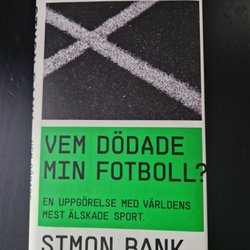 VEM DÖDADE
MIN FOTBOLL?
EN UPPGÖRELSE MED VÄRLDENS
MEST ÄLSKADE SPORT.
SIMON BANK